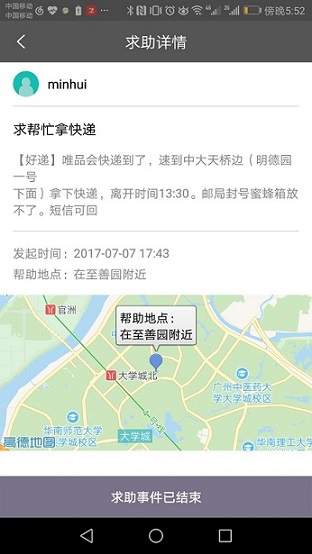 中国移动
中国移动
傍晚5:52
求助详情
minhui
求帮忙拿快递
【好递】唯品会快递到了，速到中大天桥边（明德园
一号
下面）拿下快递，离开时间13:30。邮局封号蜜蜂箱放
不了。短信可回
发起时间：2017-07-07 17:43
帮助地点：在至善园附近
官洲
帮助地点：
在至善园附近
大学城北
广州中医药大
学大学城校区
华南师范大学
大学城校区
大学城
华南理工大学
大学城校区
高德地图
求助事件已结束